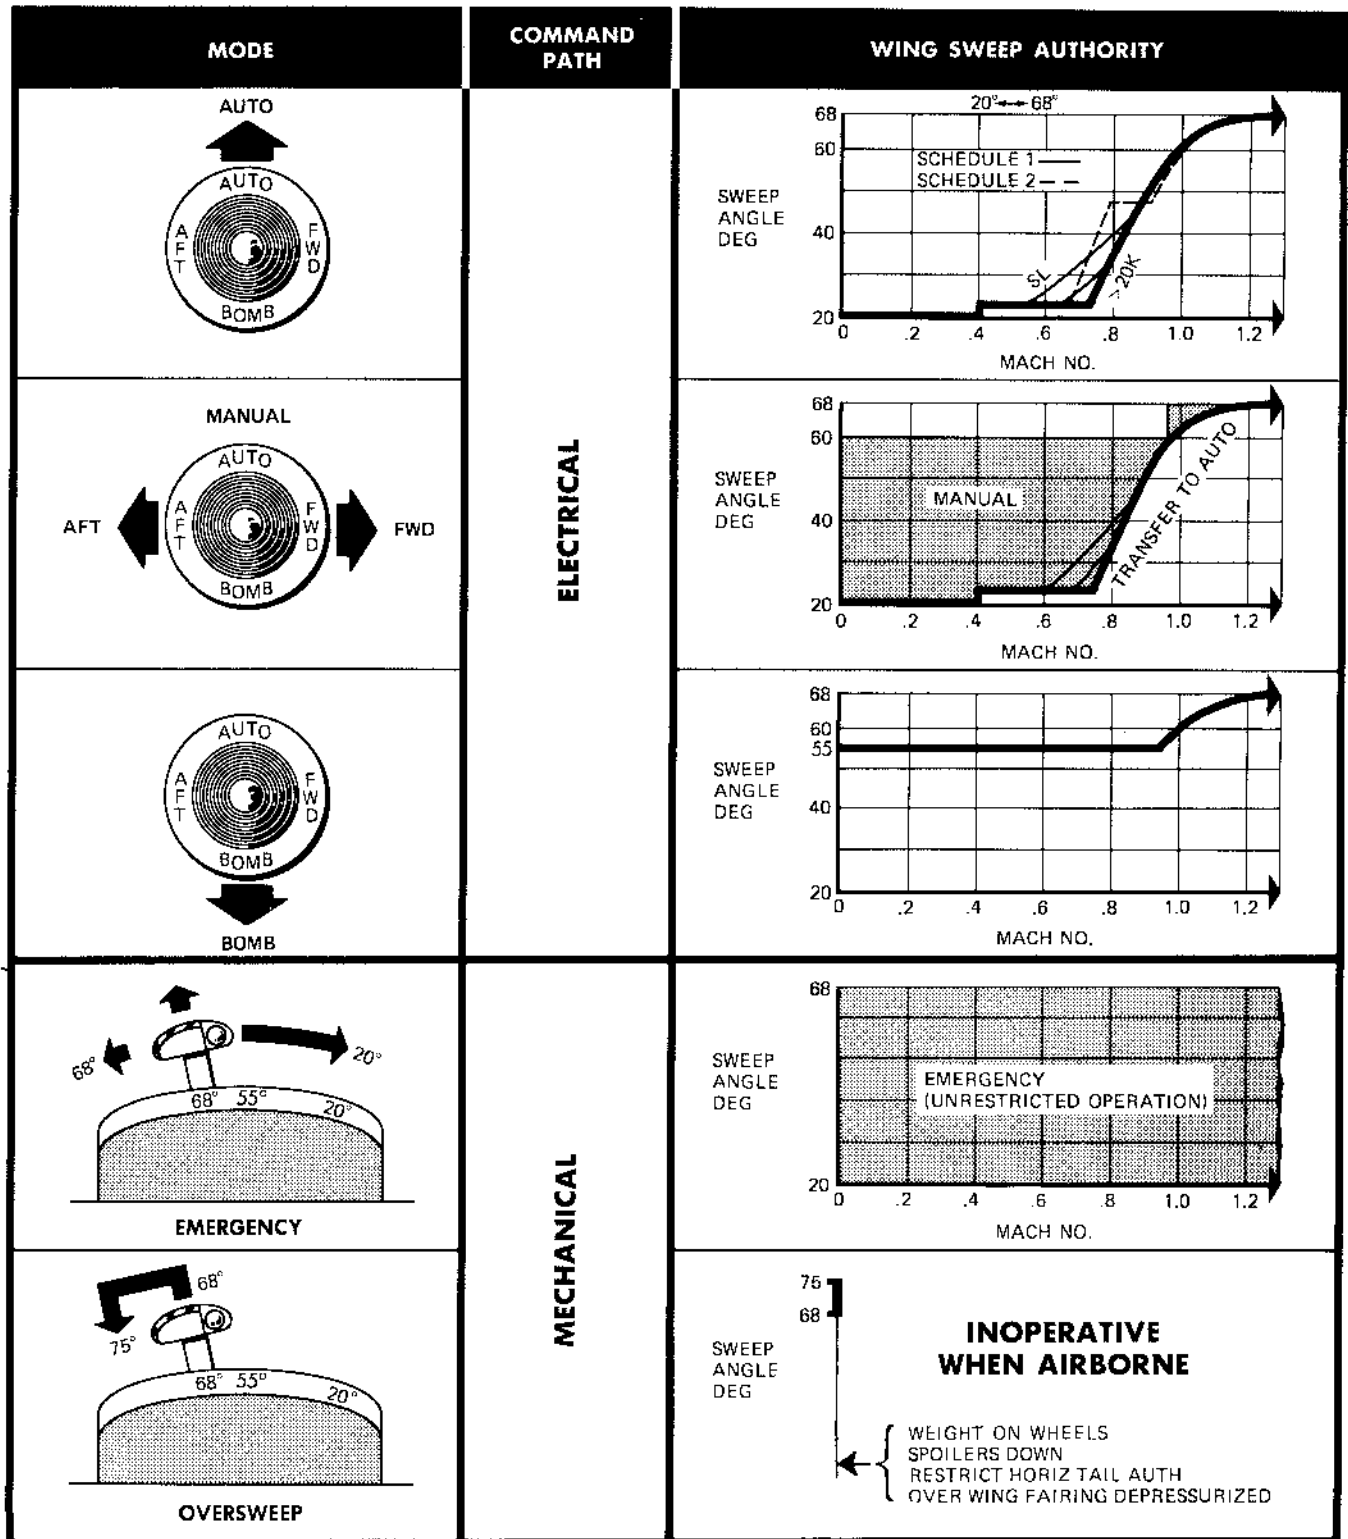 MODE
COMMAND
PATH
WING SWEEP AUTHORITY
AUTO
AUTO
AFT
FWD
BOMB
ELECTRICAL
20° 68°
68
60
40
20
SWEEP
ANGLE
DEG
SCHEDULE 1
SCHEDULE 2
SL
>20K
0 .2 .4 .6 .8 1.0 1.2
MACH NO.
MANUAL
AFT
AUTO
AFT
FWD
BOMB
FWD
68
60
40
20
SWEEP
ANGLE
DEG
MANUAL
TRANSFER TO AUTO
0 .2 .4 .6 .8 1.0 1.2
MACH NO.
AUTO
AFT
FWD
BOMB
BOMB
68
60
55
40
20
SWEEP
ANGLE
DEG
0 .2 .4 .6 .8 1.0 1.2
MACH NO.
68°
20°
68° 55° 20°
EMERGENCY
MECHANICAL
68
20
SWEEP
ANGLE
DEG
EMERGENCY
(UNRESTRICTED OPERATION)
0 .2 .4 .6 .8 1.0 1.2
MACH NO.
68°
75°
68° 55° 20°
OVERSWEEP
75
68
SWEEP
ANGLE
DEG
INOPERATIVE
WHEN AIRBORNE
WEIGHT ON WHEELS
SPOILERS DOWN
RESTRICT HORIZ TAIL AUTH
OVER WING FAIRING DEPRESSURIZED